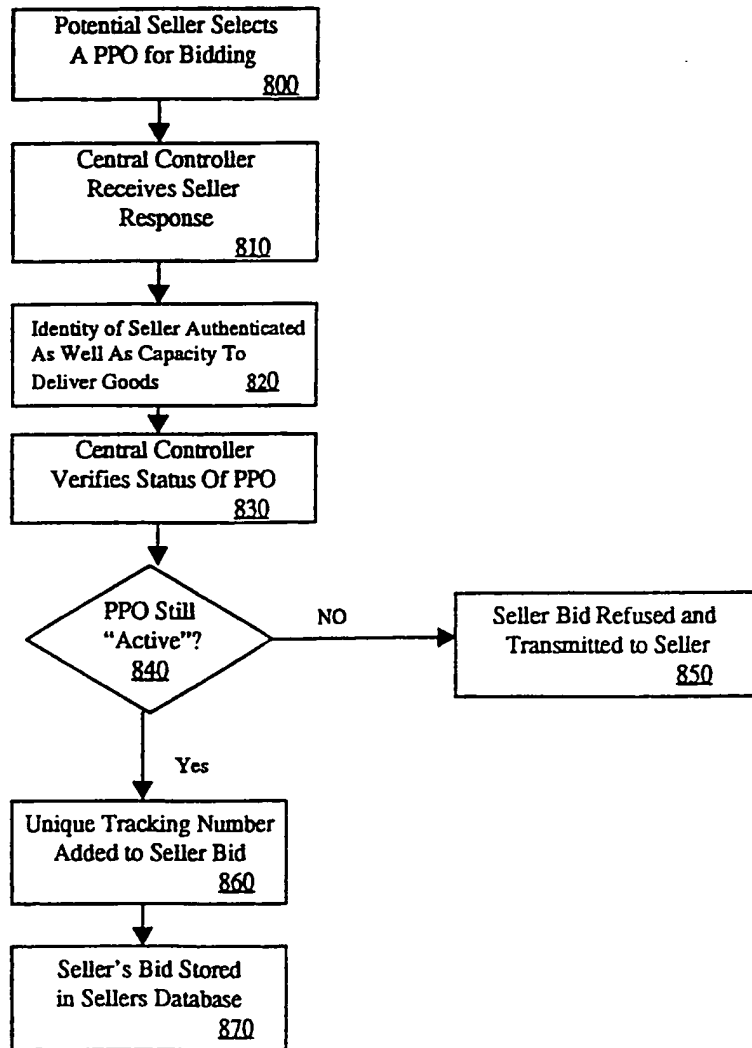 Potential Seller Selects
A PPO for Bidding
800
Central Controller
Receives Seller
Response
810
Identity of Seller Authenticated
As Well As Capacity To
Deliver Goods 820
Central Controller
Verifies Status Of PPO
830
PPO Still
“Active”?
840
NO
Seller Bid Refused and
Transmitted to Seller
850
Yes
Unique Tracking Number
Added to Seller Bid
860
Seller's Bid Stored
in Sellers Database
870